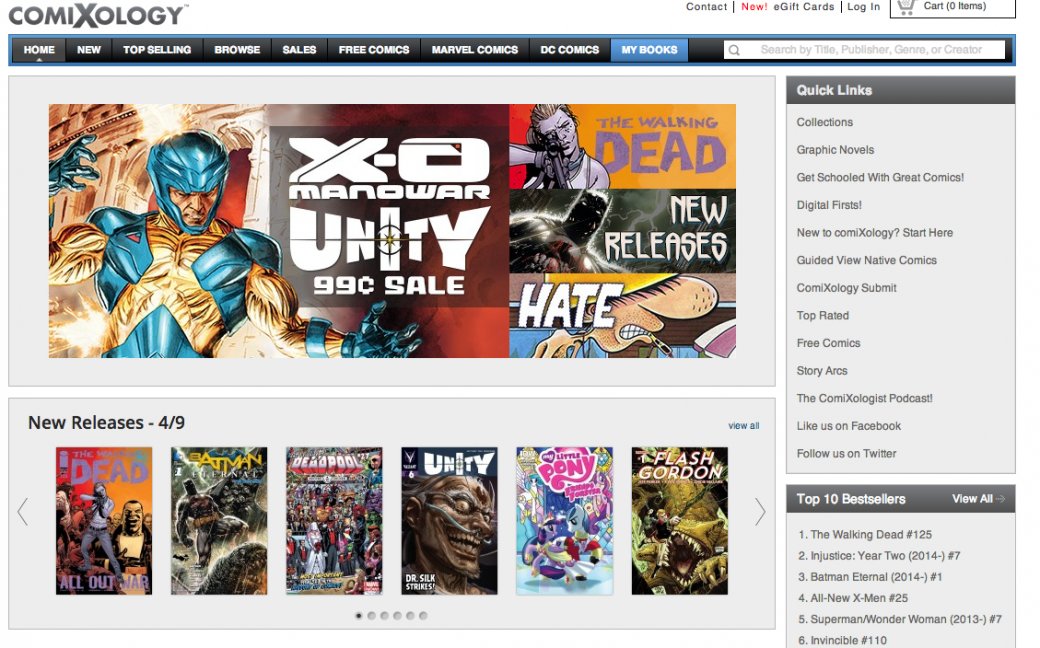 COMIXOLOGY™
Contact | New! eGift Cards | Log In
Cart (0 Items)
HOME NEW TOP SELLING BROWSE SALES FREE COMICS MARVEL COMICS DC COMICS MY BOOKS
Search by Title, Publisher, Genre, or Creator
X-O
MANOWAR
UNITY
99¢ SALE
THE WALKING
DEAD
NEW
RELEASES
HATE
Quick Links
Collections
Graphic Novels
Get Schooled With Great Comics!
Digital Firsts!
New to comiXology? Start Here
Guided View Native Comics
ComiXology Submit
Top Rated
Free Comics
Story Arcs
The ComiXologist Podcast!
Like us on Facebook
Follow us on Twitter
New Releases - 4/9
view all
THE WALKING
DEAD
ALL OUT WAR
1
BATMAN
ETERNAL
DEADPOOL
VALIANT
6
UNITY
DR. SILK
STRIKES!
MY LITTLE
PONY
FLASH
GORDON
Top 10 Bestsellers
View All
1. The Walking Dead #125
2. Injustice: Year Two (2014-) #7
3. Batman Eternal (2014-) #1
4. All-New X-Men #25
5. Superman/Wonder Woman (2013-) #7
6. Invincible #110